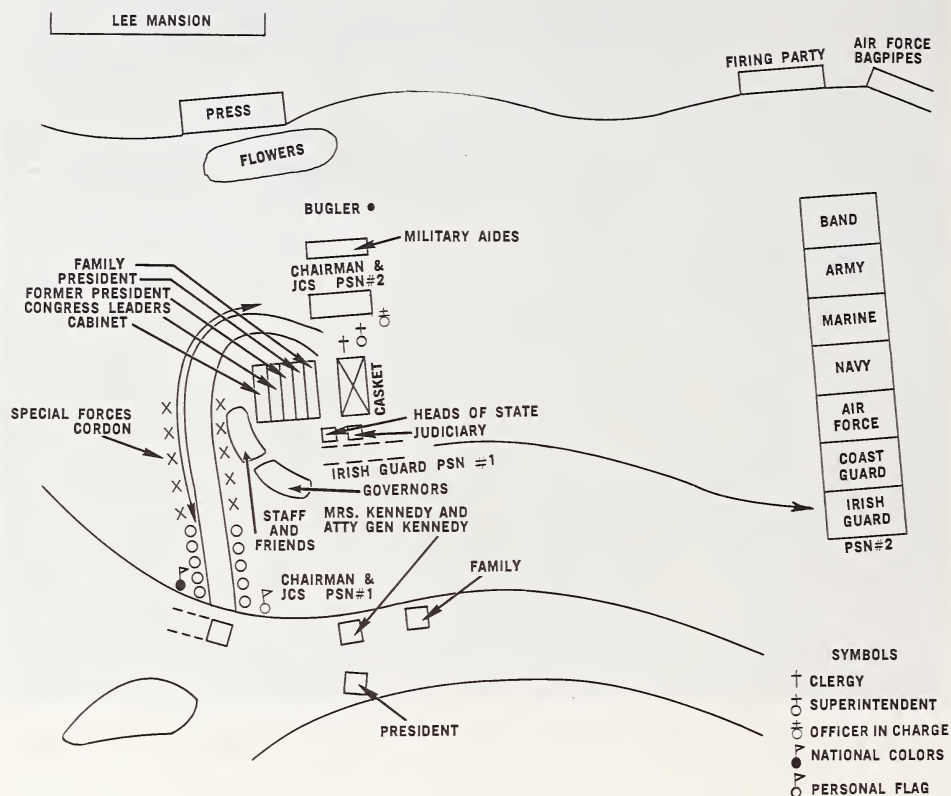 LEE MANSION
AIR FORCE
BAGPIPES
FIRING PARTY
PRESS
FLOWERS
BUGLER
MILITARY AIDES
CHAIRMAN &
JCS PSN#2
FAMILY
PRESIDENT
FORMER PRESIDENT
CONGRESS LEADERS
CABINET
CASKET
SPECIAL FORCES
CORDON
HEADS OF STATE
JUDICIARY
IRISH GUARD PSN #1
GOVERNORS
STAFF
AND
FRIENDS
MRS. KENNEDY AND
ATTY GEN KENNEDY
CHAIRMAN &
JCS PSN#1
FAMILY
PRESIDENT
BAND
ARMY
MARINE
NAVY
AIR
FORCE
COAST
GUARD
IRISH
GUARD
PSN#2
SYMBOLS
CLERGY
SUPERINTENDENT
OFFICER IN CHARGE
NATIONAL COLORS
PERSONAL FLAG